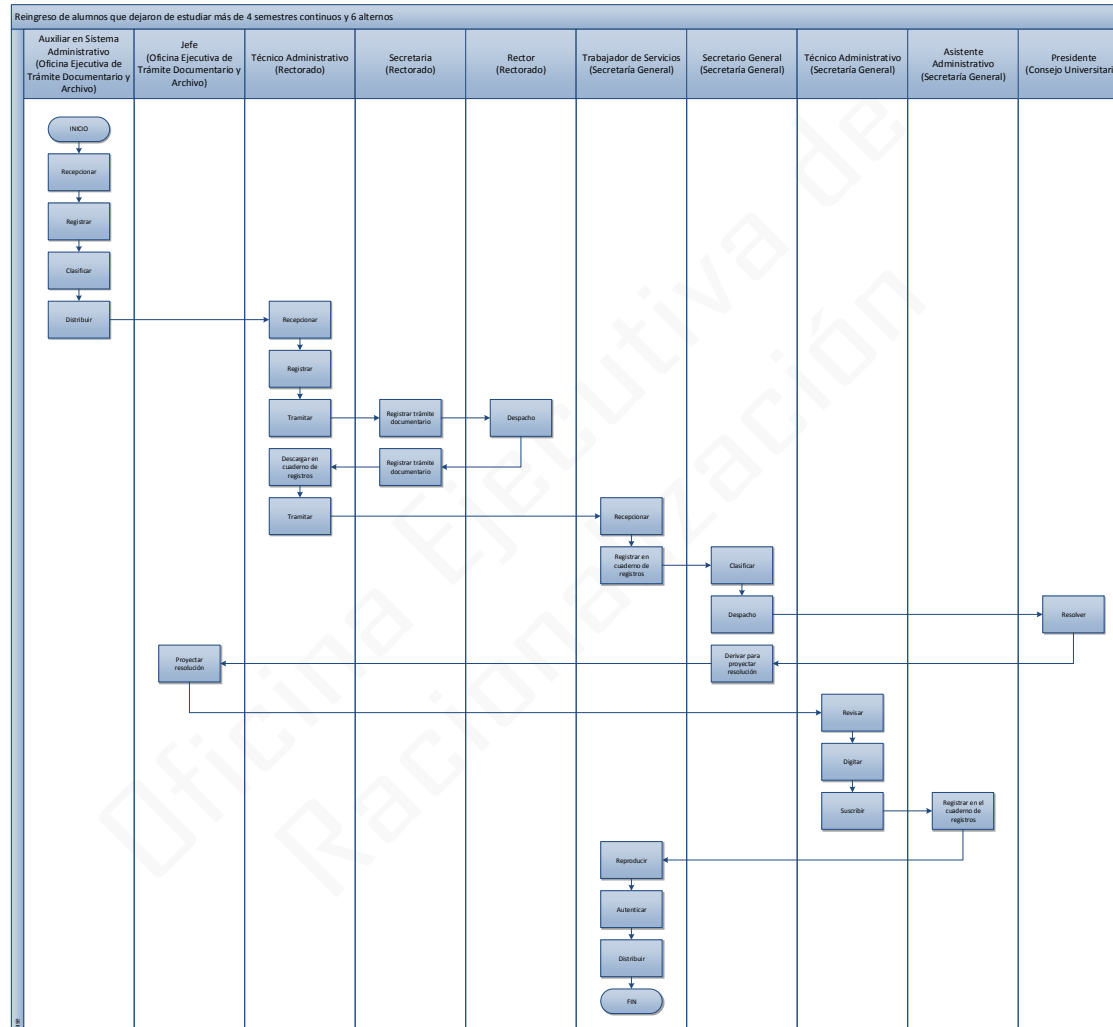 Reingreso de alumnos que dejaron de estudiar más de 4 semestres continuos y 6 alternos
Auxiliar en Sistema
Administrativo
(Oficina Ejecutiva de
Trámite Documentario y
Archivo)
Jefe
(Oficina Ejecutiva de
Trámite Documentario y
Archivo)
Técnico Administrativo
(Rectorado)
Secretaria
(Rectorado)
Rector
(Rectorado)
Trabajador de Servicios
(Secretaría General)
Secretario General
(Secretaría General)
Técnico Administrativo
(Secretaría General)
Asistente
Administrativo
(Secretaría General)
Presidente
(Consejo Universitari
INICIO
Recepcionar
Registrar
Clasificar
Distribuir
Recepcionar
Registrar
Tramitar
Registrar trámite
documentario
Despacho
Descargar en
cuaderno de
registros
Registrar trámite
documentario
Tramitar
Recepcionar
Registrar en
cuaderno de
registros
Clasificar
Despacho
Resolver
Proyectar
resolución
Derivar para
proyectar
resolución
Revisar
Digitar
Suscribir
Registrar en el
cuaderno de
registros
Reproducir
Autenticar
Distribuir
FIN
Oficina Ejecutiva de
Racionalización